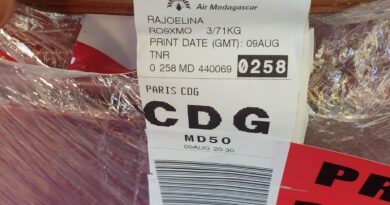 Air Madagascar
RAJOELINA
RO9XMO 3/71KG
PRINT DATE (GMT): 09AUG
TNR
0 258 MD 440069 0258
PARIS CDG
CDG
MD50
09AUG 20:30
PR